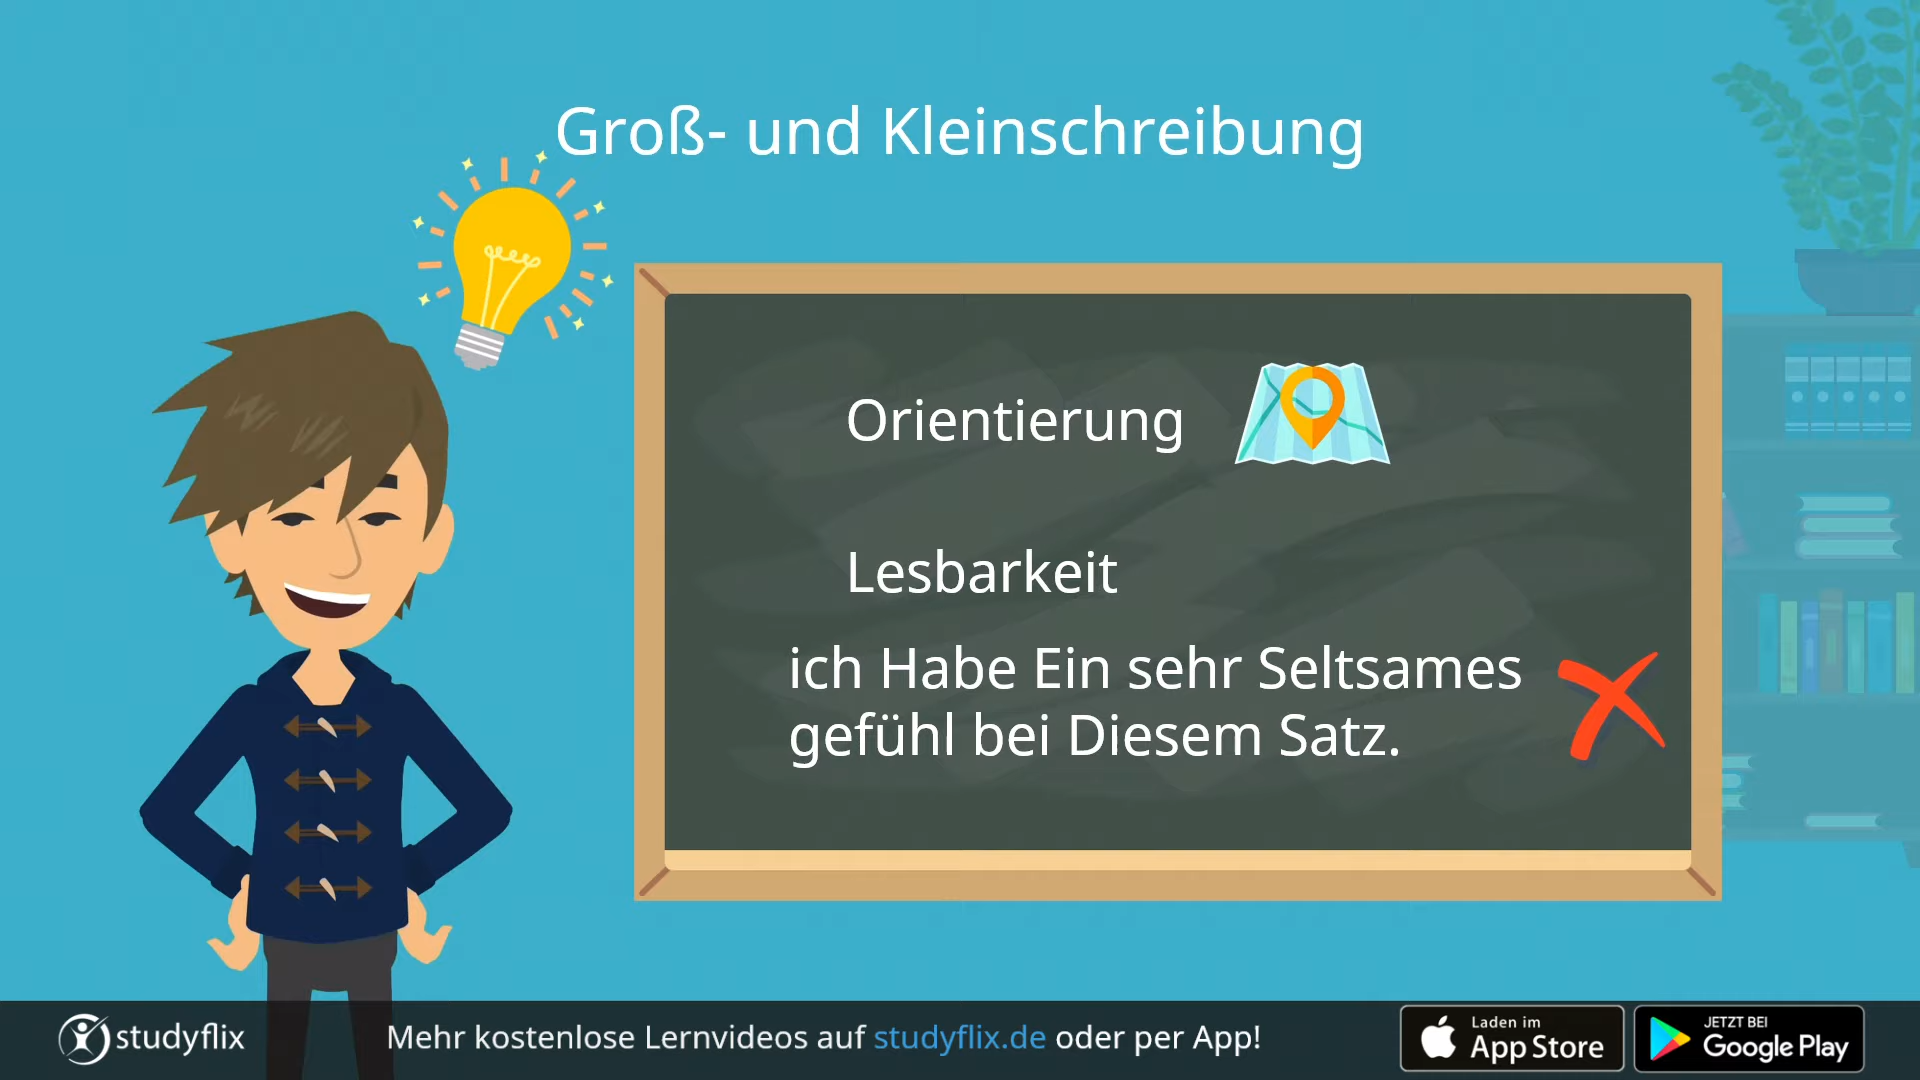 Groß- und Kleinschreibung
Orientierung
Lesbarkeit
ich Habe Ein sehr Seltsames
gefühl bei Diesem Satz.
studyflix
Mehr kostenlose Lernvideos auf studyflix.de oder per App!
Laden im
App Store
JETZT BEI
Google Play